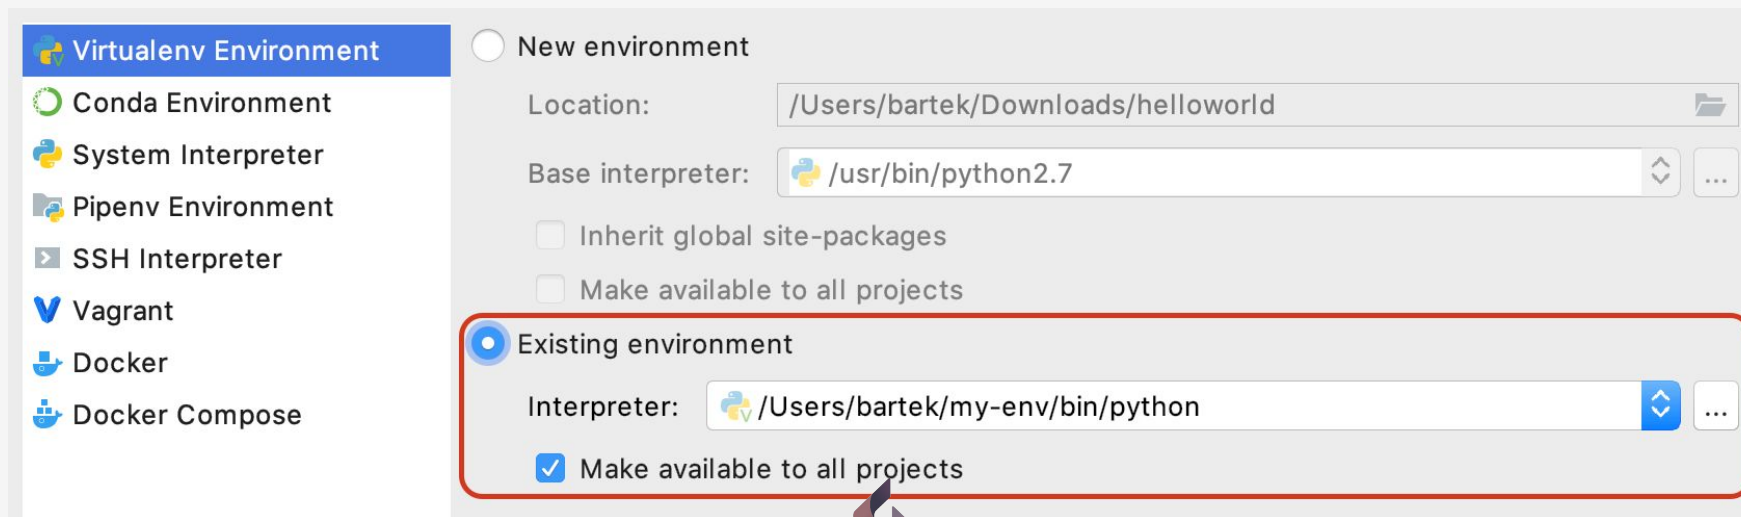 Virtualenv Environment
Conda Environment
System Interpreter
Pipenv Environment
SSH Interpreter
Vagrant
Docker
Docker Compose
New environment
Location: /Users/bartek/Downloads/helloworld
Base interpreter: /usr/bin/python2.7 ...
Inherit global site-packages
Make available to all projects
Existing environment
Interpreter: /Users/bartek/my-env/bin/python ...
Make available to all projects